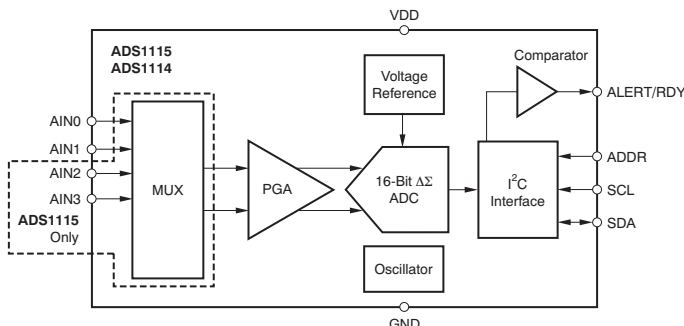 VDD
ADS1115
ADS1114
Comparator
Voltage
Reference
ALERT/RDY
AIN0
AIN1
AIN2
AIN3
ADS1115
Only
MUX
PGA
16-Bit ΔΣ
ADC
I²C
Interface
ADDR
SCL
SDA
Oscillator
GND